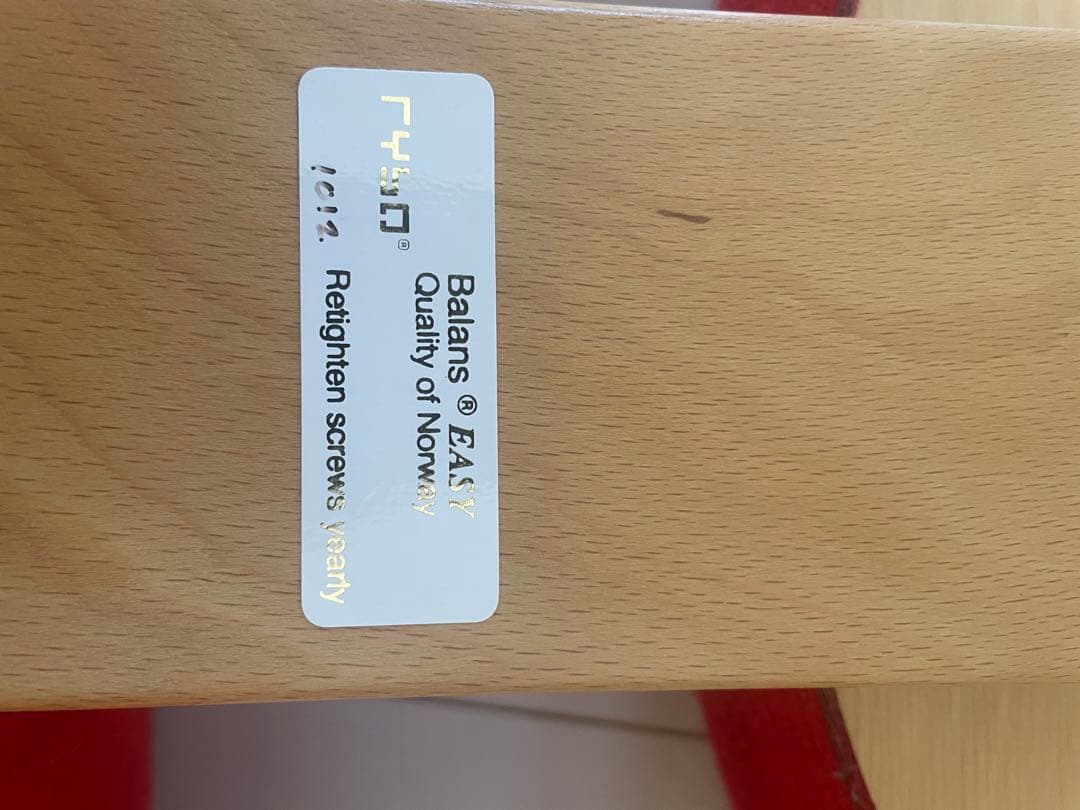 rybo®
Balans® EASY
Quality of Norway
1012. Retighten screws yearly